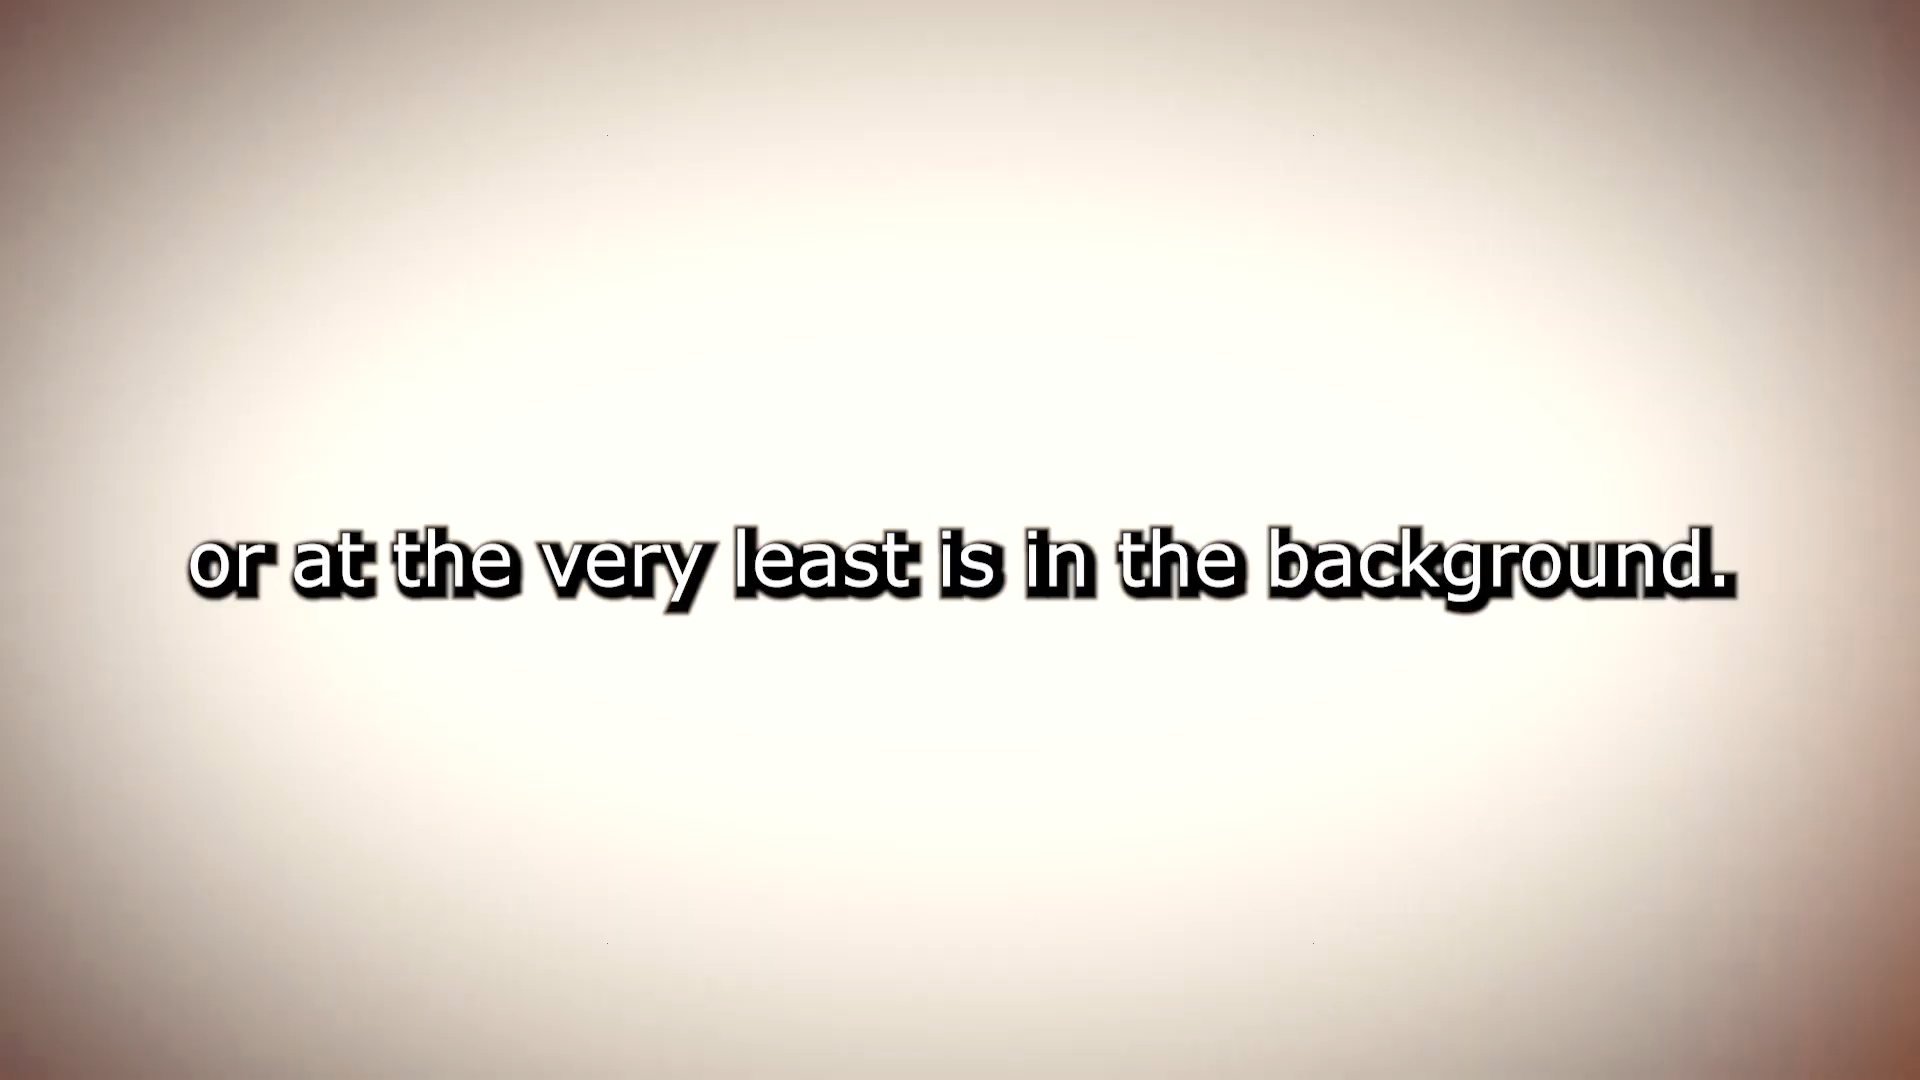 or at the very least is in the background.